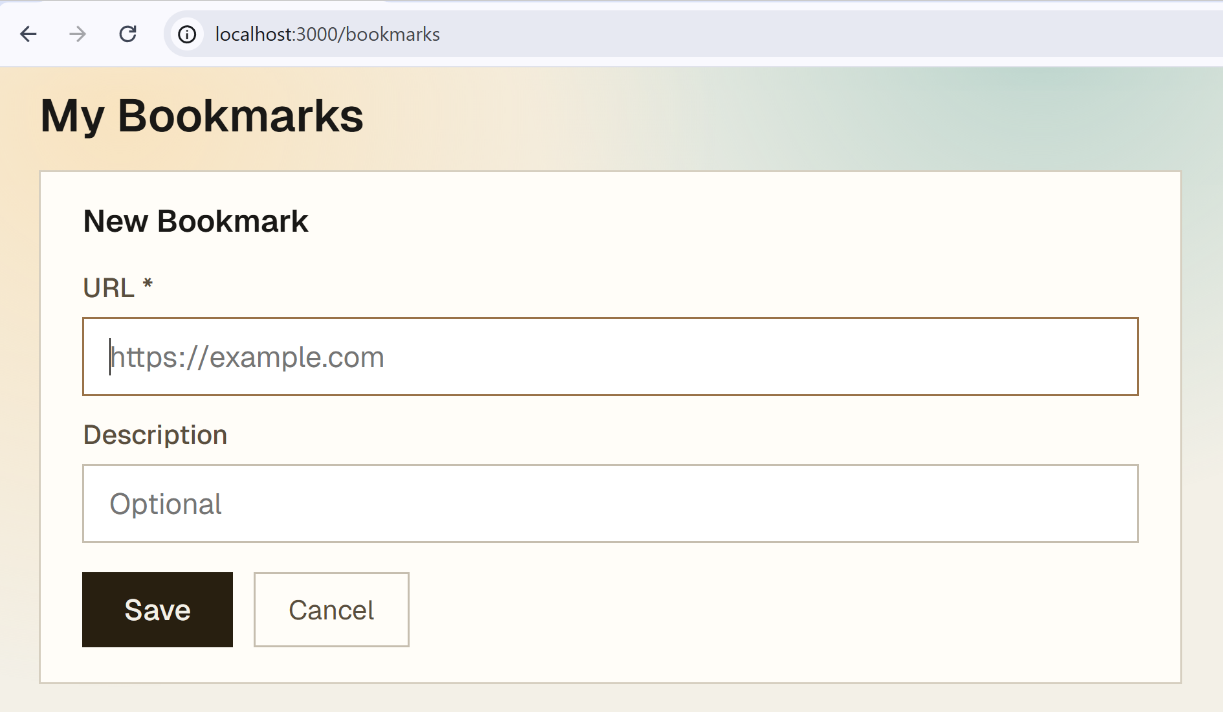 localhost:3000/bookmarks
My Bookmarks
New Bookmark
URL *
https://example.com
Description
Optional
Save Cancel